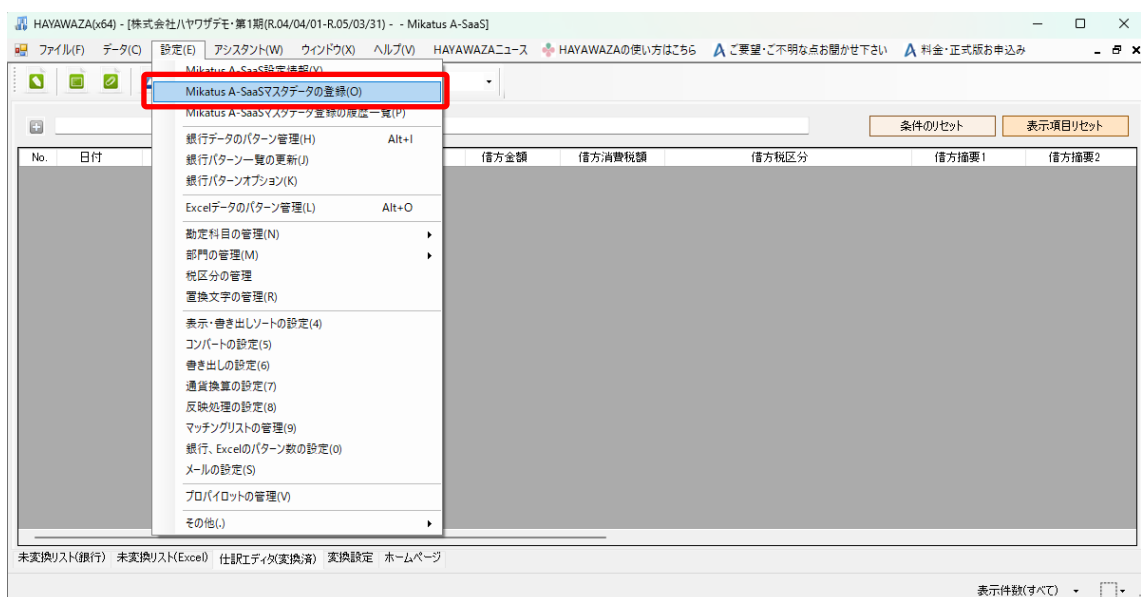 HAYAWAZA(x64) - [株式会社ハヤワザデモ・第1期(R.04/04/01-R.05/03/31) - - Mikatus A-SaaS]
ファイル(F) データ(C) 設定(E) アシスタント(W) ウィンドウ(X) ヘルプ(V) HAYAWAZAニュース HAYAWAZAの使い方はこちら ご要望・ご不明な点お聞かせ下さい 料金・正式版お申込み
Mikatus A-SaaS設定情報(Y)
Mikatus A-SaaSマスタデータの登録(O)
Mikatus A-SaaSマスタデータ登録の履歴一覧(P)
条件のリセット 表示項目リセット
銀行データのパターン管理(H) Alt+I
No. 日付 借方金額 借方消費税額 借方税区分 借方摘要1 借方摘要2
銀行パターン一覧の更新(J)
銀行パターンオプション(K)
Excelデータのパターン管理(L) Alt+O
勘定科目の管理(N)
部門の管理(M)
税区分の管理
置換文字の管理(R)
表示・書き出しソートの設定(4)
コンバートの設定(5)
書き出しの設定(6)
通貨換算の設定(7)
反映処理の設定(8)
マッチングリストの管理(9)
銀行、Excelのパターン数の設定(0)
メールの設定(S)
プロパイロットの管理(V)
その他(.)
未変換リスト(銀行) 未変換リスト(Excel) 仕訳エディタ(変換済) 変換設定 ホームページ
表示件数(すべて)